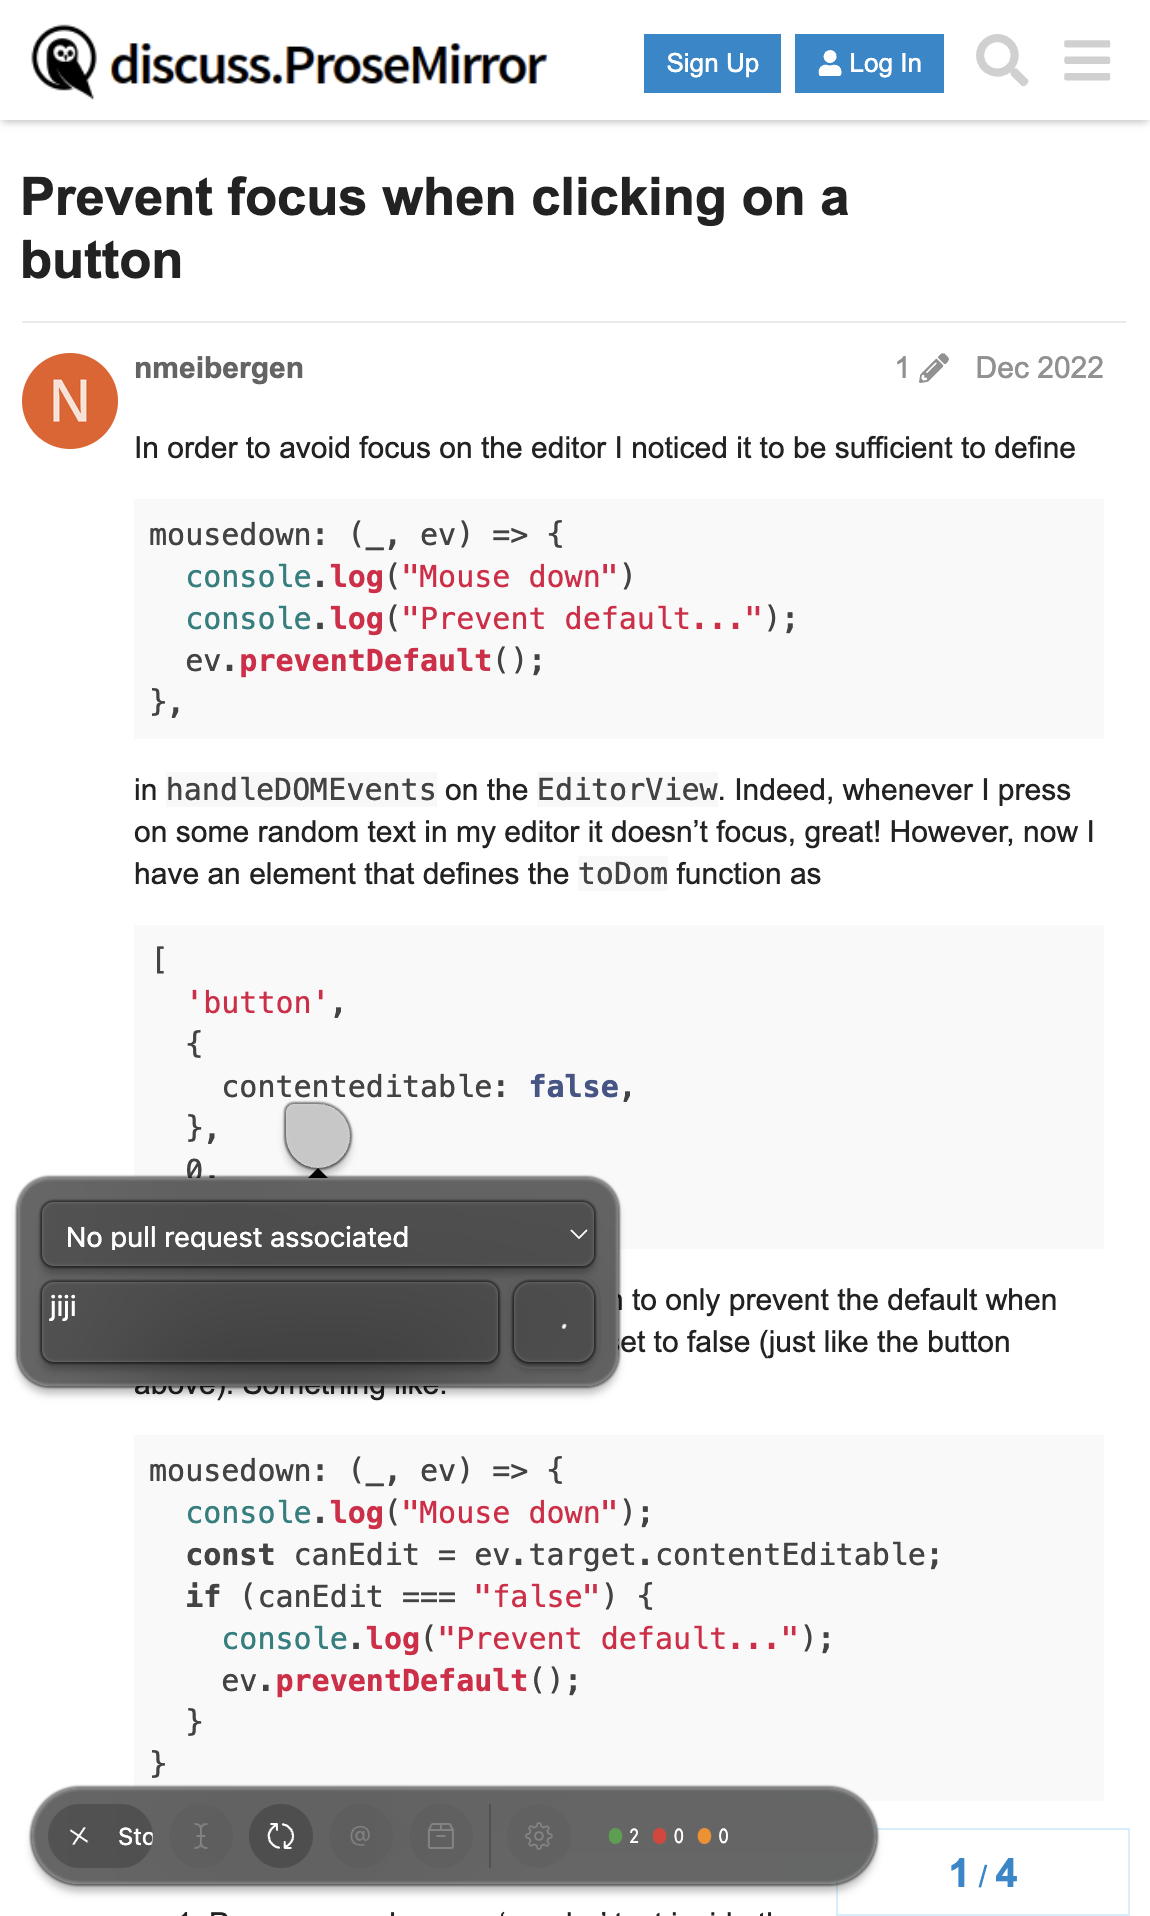 discuss.ProseMirror
Sign Up
Log In
Prevent focus when clicking on a
button
N
nmeibergen
1
Dec 2022
In order to avoid focus on the editor I noticed it to be sufficient to define
mousedown: (_, ev) => {
  console.log("Mouse down")
  console.log("Prevent default...");
  ev.preventDefault();
},
in handleDOMEvents on the EditorView. Indeed, whenever I press
on some random text in my editor it doesn’t focus, great! However, now I
have an element that defines the toDom function as
[
  'button',
  {
    contenteditable: false,
  },
  0,
No pull request associated
jiji
to only prevent the default when
set to false (just like the button
above). Something like:
mousedown: (_, ev) => {
  console.log("Mouse down");
  const canEdit = ev.target.contentEditable;
  if (canEdit === "false") {
    console.log("Prevent default...");
    ev.preventDefault();
  }
}
Sto
@
2 0 0
1 / 4